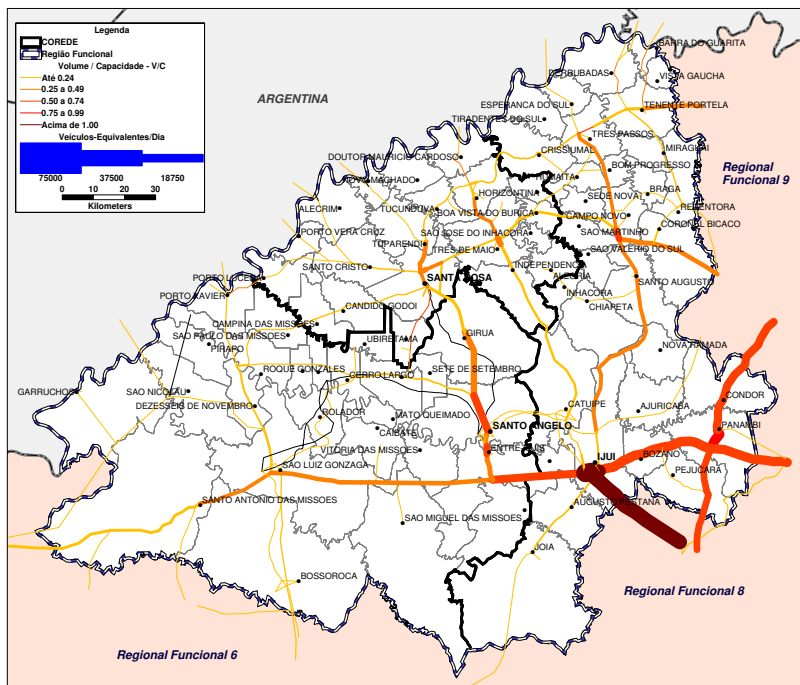 Legenda
COREDE
Região Funcional
Volume / Capacidade - V/C
Até 0.24
0.25 a 0.49
0.50 a 0.74
0.75 a 0.99
Acima de 1.00
Veículos-Equivalentes/Dia
75000 37500 18750
0 10 20 30
Kilometers
ARGENTINA
BARRA DO GUARITA
DERRUBADAS
VISTA GAUCHA
ESPERANCA DO SUL
TENENTE PORTELA
TIRADENTES DO SUL
TRES PASSOS
MIRAGUAI
DOUTOR MAURICIO CARDOSO
CRISSIUMAL
Regional
Funcional 9
BOM PROGRESSO
NOVO MACHADO
HUMAITA
HORIZONTINA
SEDE NOVA
BRAGA
ALECRIM
TUCUNDUVA
BOA VISTA DO BURICA
CAMPO NOVO
REDENTORA
PORTO VERA CRUZ
SAO JOSE DO INHACORA
SAO MARTINHO
CORONAL BICACO
TUPARENDI
TRES DE MAIO
SAO VALERIO DO SUL
SANTO CRISTO
INDEPENDENCIA
ALEGRIA
PORTO LUCENA
SANTA ROSA
SANTO AUGUSTO
PORTO XAVIER
INHACORA
CANDIDO GODOI
CHIAPETA
CAMPINA DAS MISSOES
SAO PAULO DAS MISSOES
UBIRETAMA
GIRUA
PIRAPO
NOVA RAMADA
ROQUE GONZALES
CERRO LARGO
SETE DE SETEMBRO
GARRUCHOS
SAO NICOLAU
CONDOR
DEZESSEIS DE NOVEMBRO
ROLADOR
MATO QUEIMADO
CATUIPE
AJURICABA
CAIBATE
SANTO ANGELO
PANAMBI
VITORIA DAS MISSOES
IJUI
BOZANO
SAO LUIZ GONZAGA
PEJUCARA
SANTO ANTONIO DAS MISSOES
AUGUSTO PESTANA
SAO MIGUEL DAS MISSOES
JOIA
BOSSOROCA
Regional Funcional 8
Regional Funcional 6